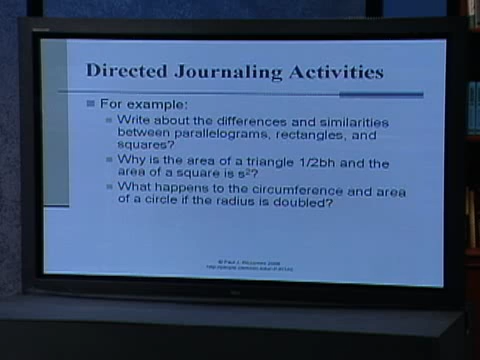 Directed Journaling Activities
For example:
Write about the differences and similarities
between parallelograms, rectangles, and
squares?
Why is the area of a triangle 1/2bh and the
area of a square is s²?
What happens to the circumference and area
of a circle if the radius is doubled?
© Paul J.